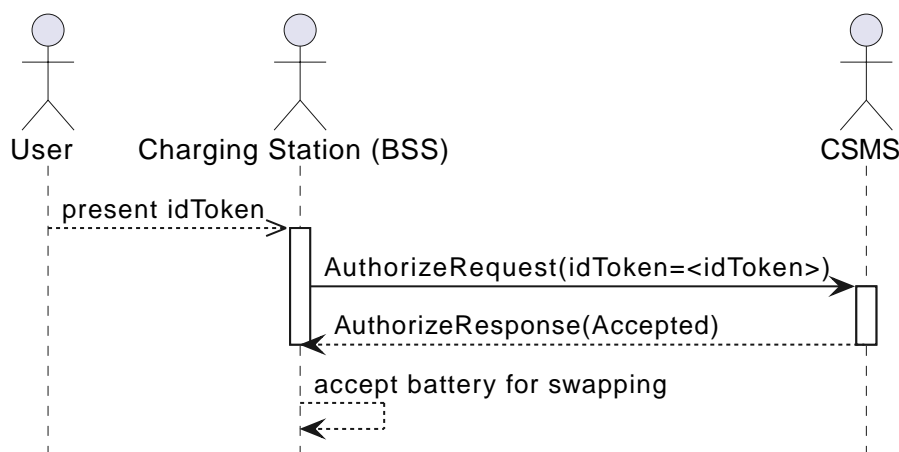 User
Charging Station (BSS)
CSMS
present idToken
AuthorizeRequest(idToken=<idToken>)
AuthorizeResponse(Accepted)
accept battery for swapping